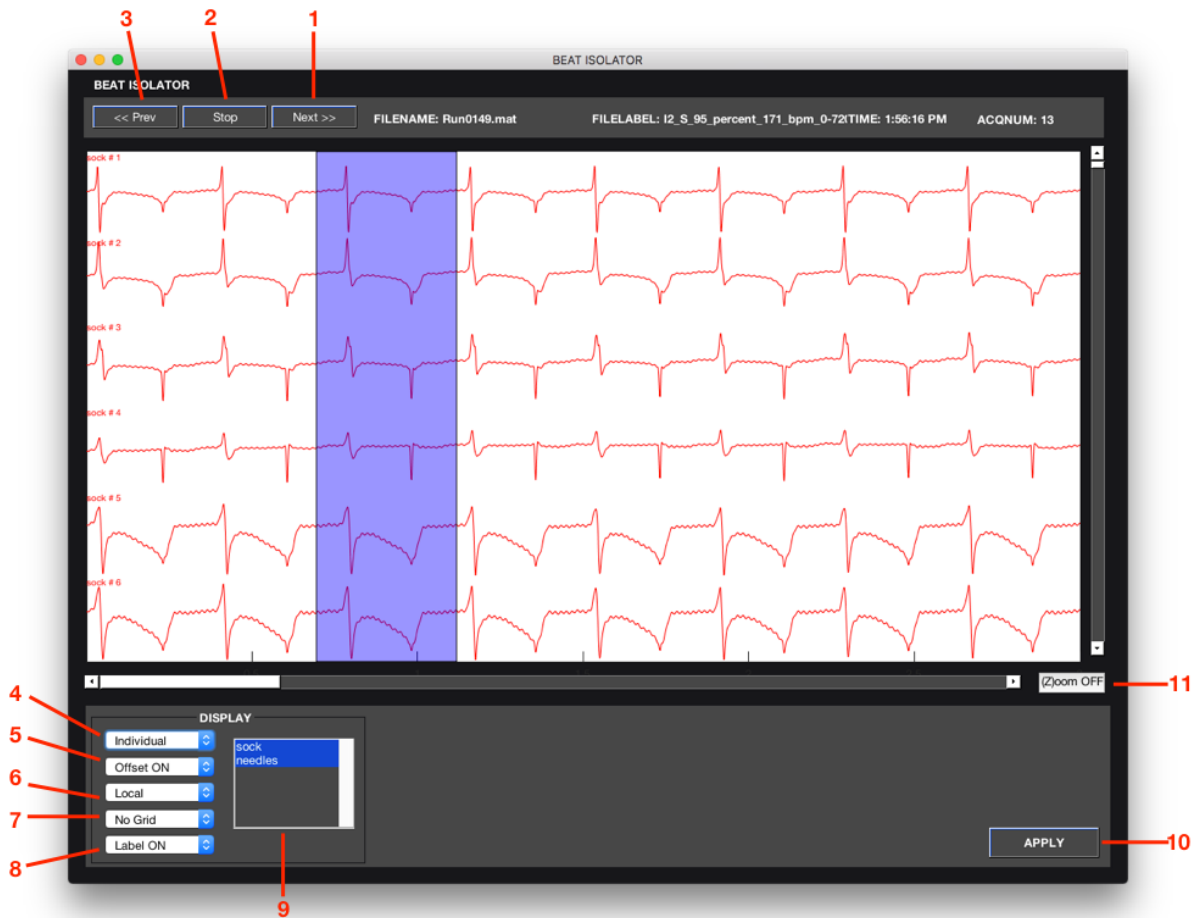 3 2 1
BEAT ISOLATOR
BEAT ISOLATOR
<< Prev Stop Next >> FILENAME: Run0149.mat FILELABEL: I2_S_95_percent_171_bpm_0-72(TIME: 1:56:16 PM ACQNUM: 13
sock # 1
sock # 2
sock # 3
sock # 4
sock # 5
sock # 6
(Z)oom OFF 11
4
DISPLAY
5
Individual
sock
Offset ON
needles
6
Local
7
No Grid
8
Label ON
APPLY 10
9